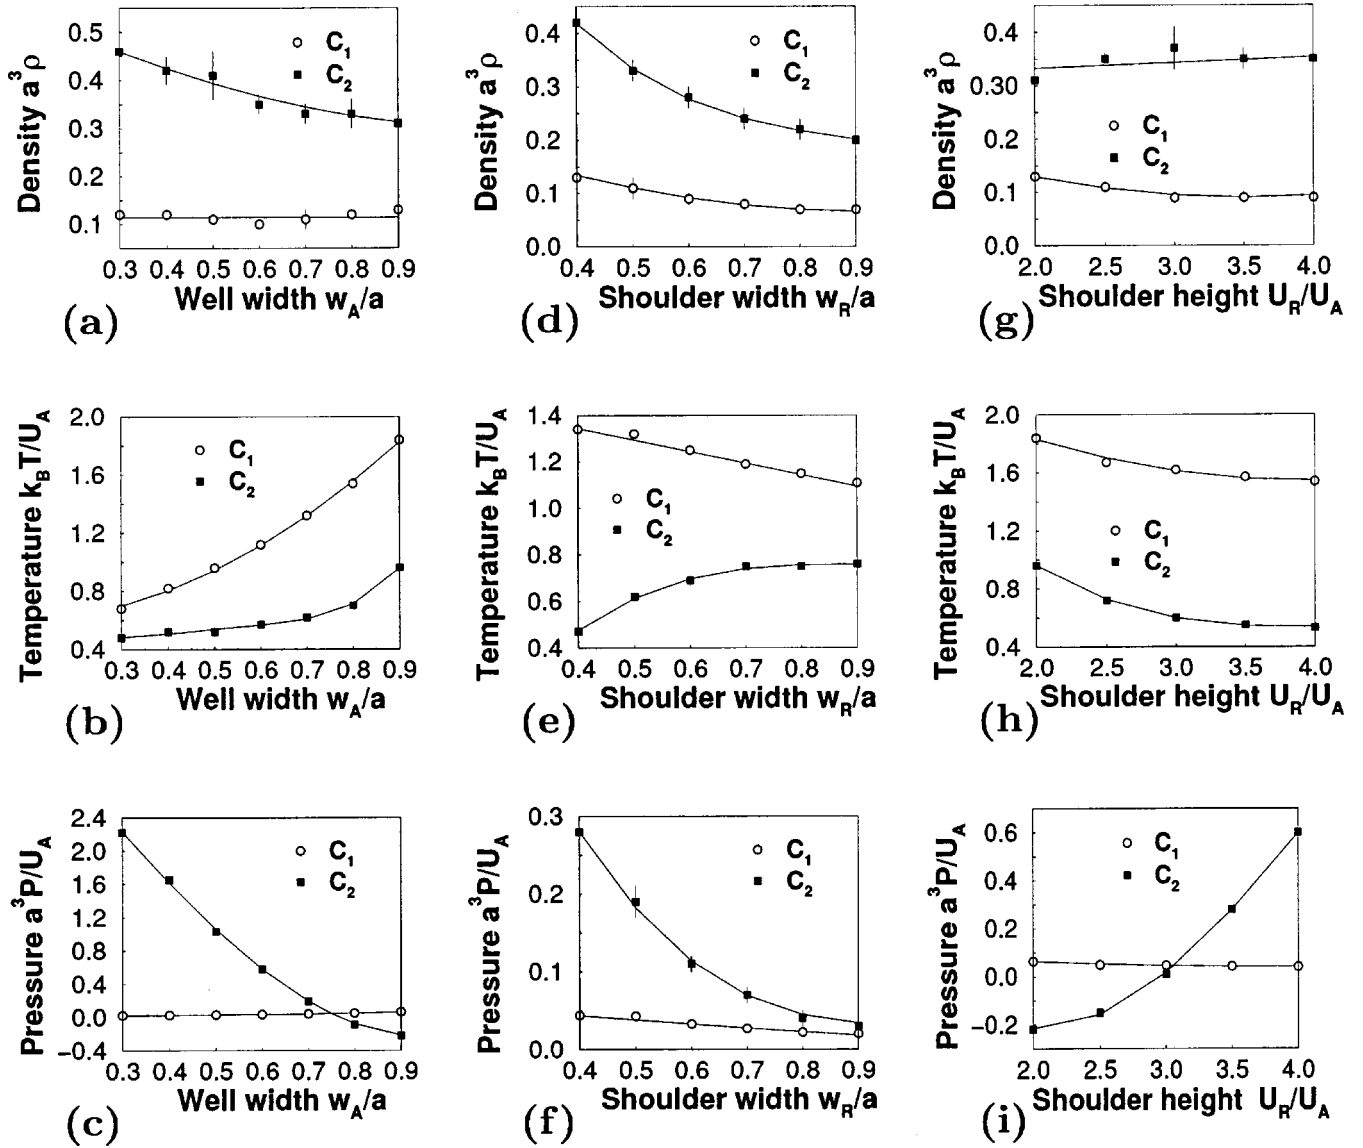 0.5
0.4
0.3
0.2
0.1
Density a³ρ
C₁
C₂
0.3 0.4 0.5 0.6 0.7 0.8 0.9
Well width w_A/a
(a)
0.4
0.3
0.2
0.1
0.0
Density a³ρ
C₁
C₂
0.4 0.5 0.6 0.7 0.8 0.9
Shoulder width w_R/a
(d)
0.4
0.30
0.2
0.1
0.0
Density a³ρ
C₁
C₂
2.0 2.5 3.0 3.5 4.0
Shoulder height U_R/U_A
(g)
2.0
1.6
1.2
0.8
0.4
Temperature k_BT/U_A
C₁
C₂
0.3 0.4 0.5 0.6 0.7 0.8 0.9
Well width w_A/a
(b)
1.4
1.2
1.0
0.8
0.6
0.4
Temperature k_BT/U_A
C₁
C₂
0.4 0.5 0.6 0.7 0.8 0.9
Shoulder width w_R/a
(e)
2.0
1.6
1.2
0.8
0.4
Temperature k_BT/U_A
C₁
C₂
2.0 2.5 3.0 3.5 4.0
Shoulder height U_R/U_A
(h)
2.4
2.0
1.6
1.2
0.8
0.4
0.0
−0.4
Pressure a³P/U_A
C₁
C₂
0.3 0.4 0.5 0.6 0.7 0.8 0.9
Well width w_A/a
(c)
0.3
0.2
0.1
0.0
Pressure a³P/U_A
C₁
C₂
0.4 0.5 0.6 0.7 0.8 0.9
Shoulder width w_R/a
(f)
0.6
0.4
0.2
0.0
−0.2
Pressure a³P/U_A
C₁
C₂
2.0 2.5 3.0 3.5 4.0
Shoulder height U_R/U_A
(i)